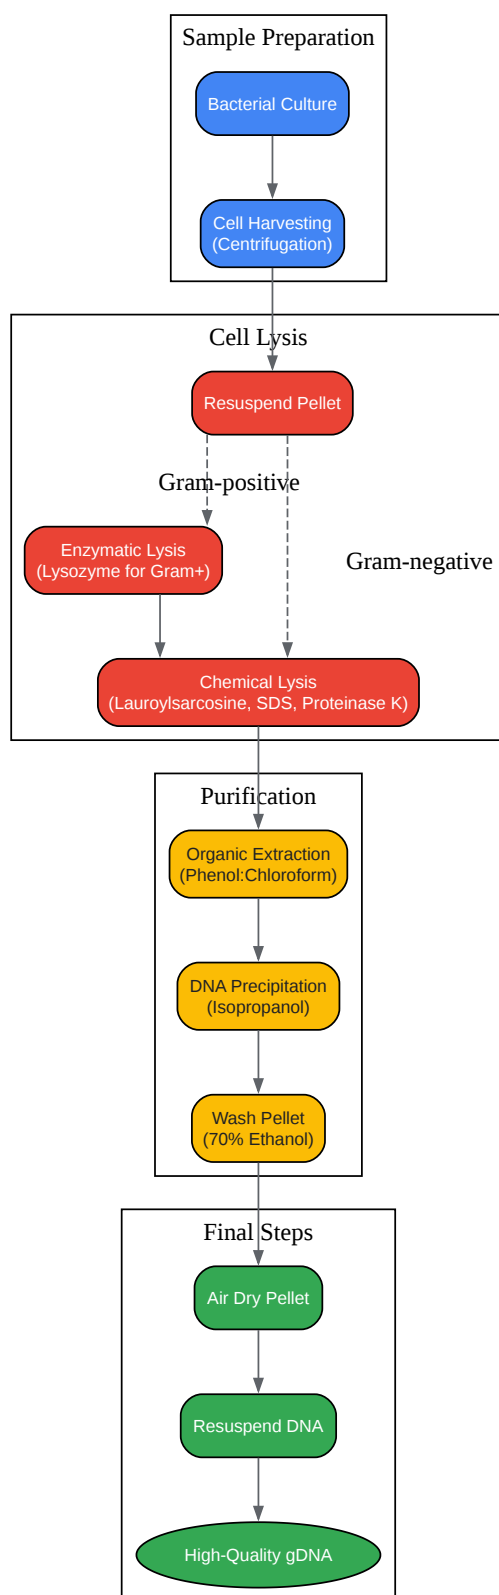 Sample Preparation
Bacterial Culture
Cell Harvesting
(Centrifugation)
Cell Lysis
Resuspend Pellet
Gram-positive
Enzymatic Lysis
(Lysozyme for Gram+)
Gram-negative
Chemical Lysis
(Lauroylsarcosine, SDS, Proteinase K)
Purification
Organic Extraction
(Phenol:Chloroform)
DNA Precipitation
(Isopropanol)
Wash Pellet
(70% Ethanol)
Final Steps
Air Dry Pellet
Resuspend DNA
High-Quality gDNA